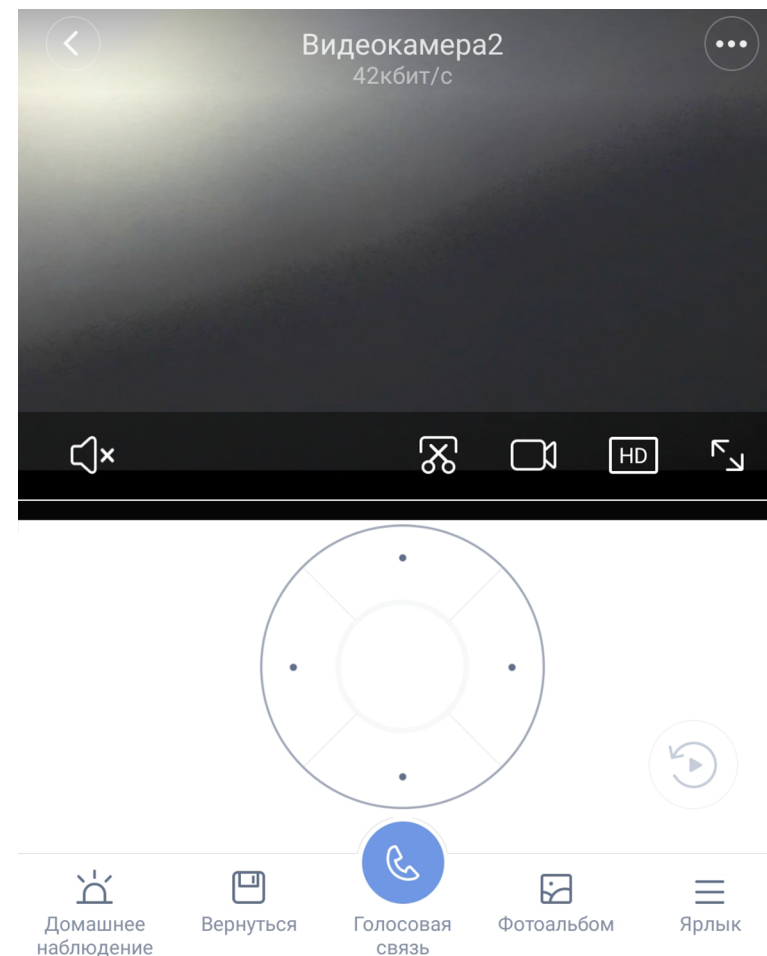 Видеокамера2
42кбит/с
HD
Домашнее
наблюдение
Вернуться
Голосовая
связь
Фотоальбом
Ярлык